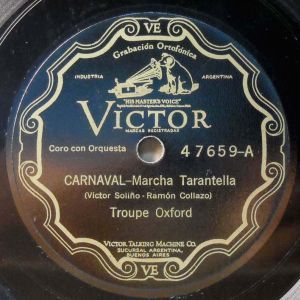 VE
Grabación Ortofónica
INDUSTRIA ARGENTINA
"HIS MASTER'S VOICE"
VICTOR
MARCAS REGISTRADAS
Coro con Orquesta 47659-A
CARNAVAL-Marcha Tarantella
(Victor Soliño-Ramón Collazo)
Troupe Oxford
VICTOR TALKING MACHINE CO.
SUCURSAL ARGENTINA,
BUENOS AIRES
VE